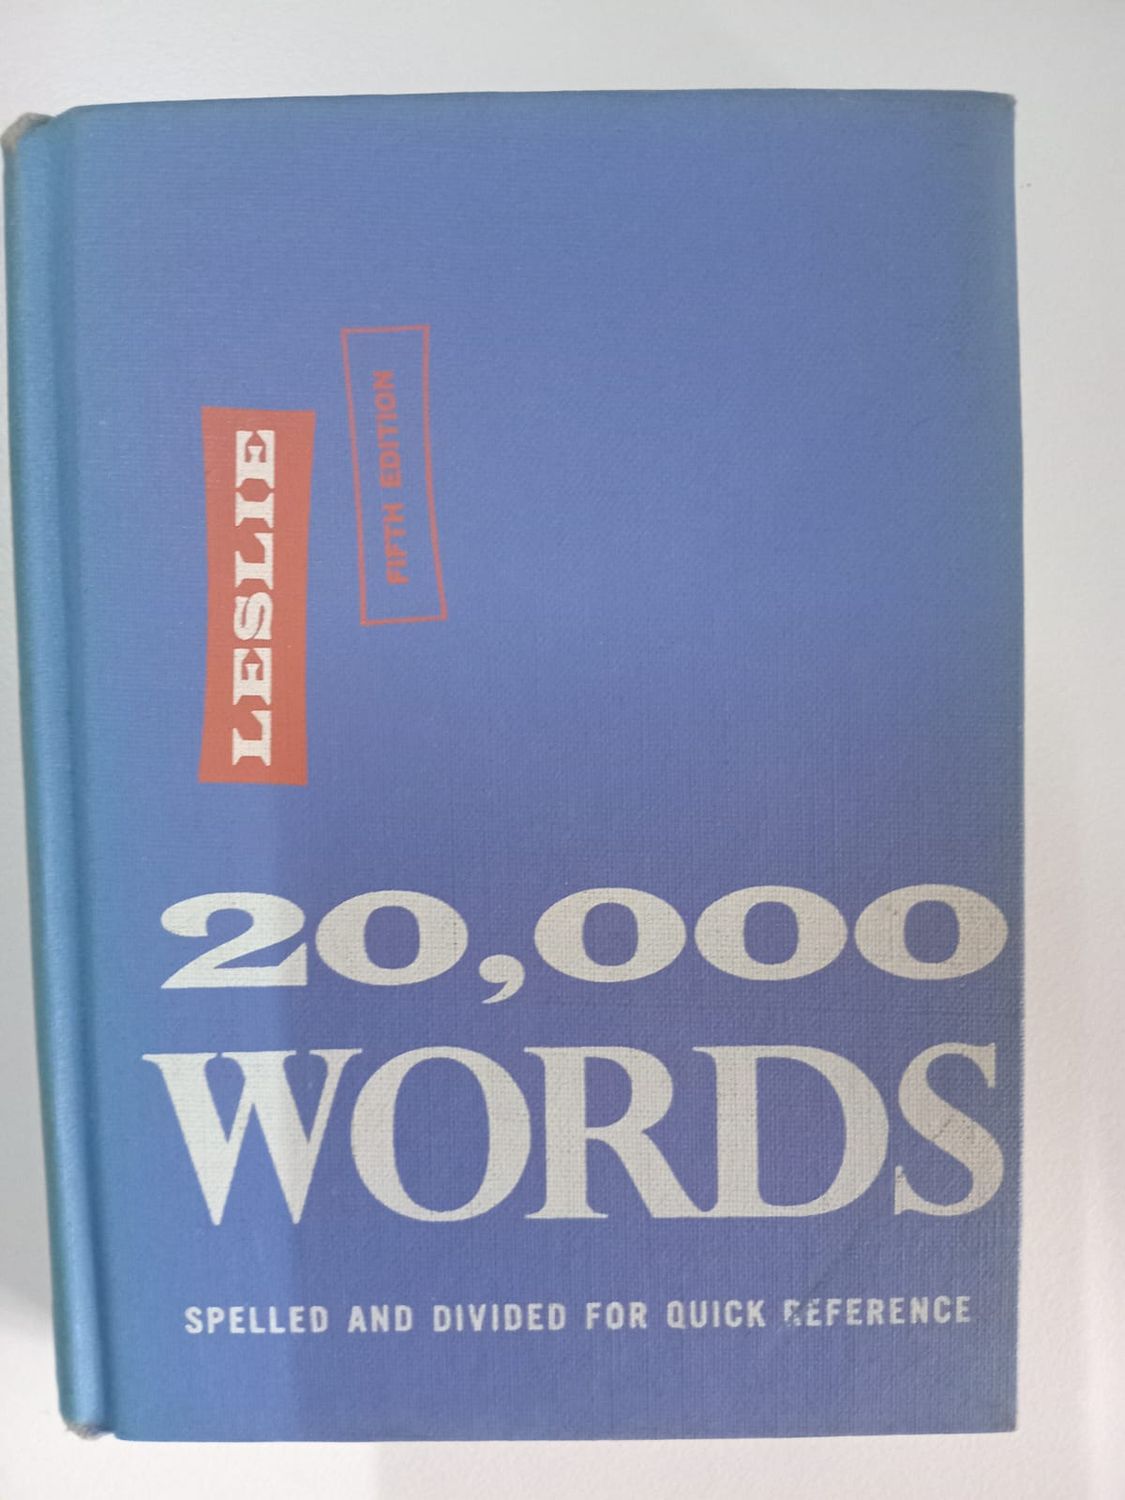 LESLIE
FIFTH EDITION
20,000
WORDS
SPELLED AND DIVIDED FOR QUICK REFERENCE